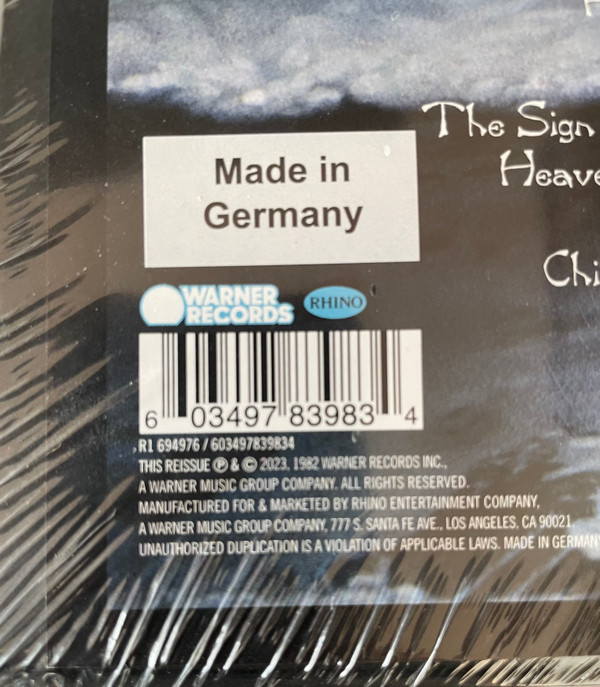 The Sign
Made in
Germany
WARNER
RECORDS
RHINO
6 03497 83983 4
R1 694976 / 603497839834
THIS REISSUE Ⓟ & © 2023, 1982 WARNER RECORDS INC.,
A WARNER MUSIC GROUP COMPANY. ALL RIGHTS RESERVED.
MANUFACTURED FOR & MARKETED BY RHINO ENTERTAINMENT COMPANY,
A WARNER MUSIC GROUP COMPANY, 777 S. SANTA FE AVE., LOS ANGELES, CA 90021.
UNAUTHORIZED DUPLICATION IS A VIOLATION OF APPLICABLE LAWS. MADE IN GERMANY